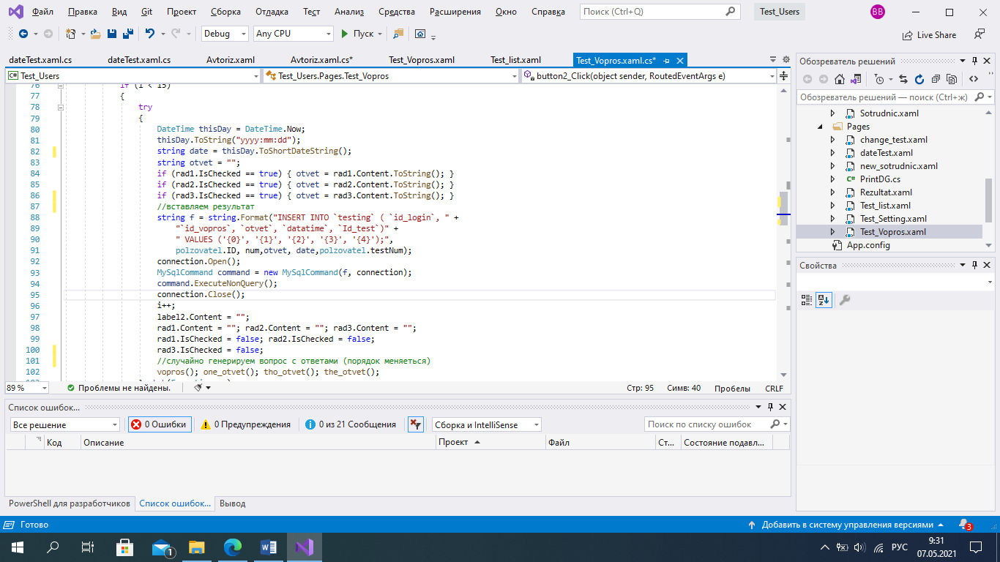 Файл Правка Вид Git Проект Сборка Отладка Тест Анализ Средства Расширения Окно Справка Поиск (Ctrl+Q) Test_Users BB
Debug Any CPU Пуск Live Share
dateTest.xaml.cs dateTest.xaml.cs Avtoriz.xaml Avtoriz.xaml.cs* Test_Vopros.xaml Test_list.xaml Test_Vopros.xaml.cs*
C# Test_Users Test_Users.Pages.Test_Vopros button2_Click(object sender, RoutedEventArgs e)
76 if (i < 15)
77 {
78 try
79 {
80 DateTime thisDay = DateTime.Now;
81 thisDay.ToString("yyyy:mm:dd");
82 string date = thisDay.ToShortDateString();
83 string otvet = "";
84 if (rad1.IsChecked == true) { otvet = rad1.Content.ToString(); }
85 if (rad2.IsChecked == true) { otvet = rad2.Content.ToString(); }
86 if (rad3.IsChecked == true) { otvet = rad3.Content.ToString(); }
87 //вставляем результат
88 string f = string.Format("INSERT INTO `testing` ( `id_login`, " +
89 "`id_vopros`, `otvet`, `datatime`, `Id_test`)" +
90 " VALUES ('{0}', '{1}', '{2}', '{3}', '{4}');",
91 polzovatel.ID, num,otvet, date,polzovatel.testNum);
92 connection.Open();
93 MySqlCommand command = new MySqlCommand(f, connection);
94 command.ExecuteNonQuery();
95 connection.Close();
96 i++;
97 label2.Content = "";
98 rad1.Content = ""; rad2.Content = ""; rad3.Content = "";
99 rad1.IsChecked = false; rad2.IsChecked = false;
100 rad3.IsChecked = false;
101 //случайно генерируем вопрос с ответами (порядок меняеться)
102 vopros(); one_otvet(); tho_otvet(); the_otvet();
89 % Проблемы не найдены. Стр: 95 Симв: 40 Пробелы CRLF
Обозреватель решений
Обозреватель решений — поиск (Ctrl+ж)
Sotrudnic.xaml
Pages
change_test.xaml
dateTest.xaml
new_sotrudnic.xaml
C# PrintDG.cs
Rezultat.xaml
Test_list.xaml
Test_Setting.xaml
Test_Vopros.xaml
App.config
Свойства
Список ошибок...
Все решение 0 Ошибки 0 Предупреждения 0 из 21 Сообщения Сборка и IntelliSense Поиск по списку ошибок
Код Описание Проект Файл Ст... Состояние подавл...
PowerShell для разработчиков Список ошибок... Вывод
Готово Добавить в систему управления версиями 3
1 РУС 9:31
07.05.2021